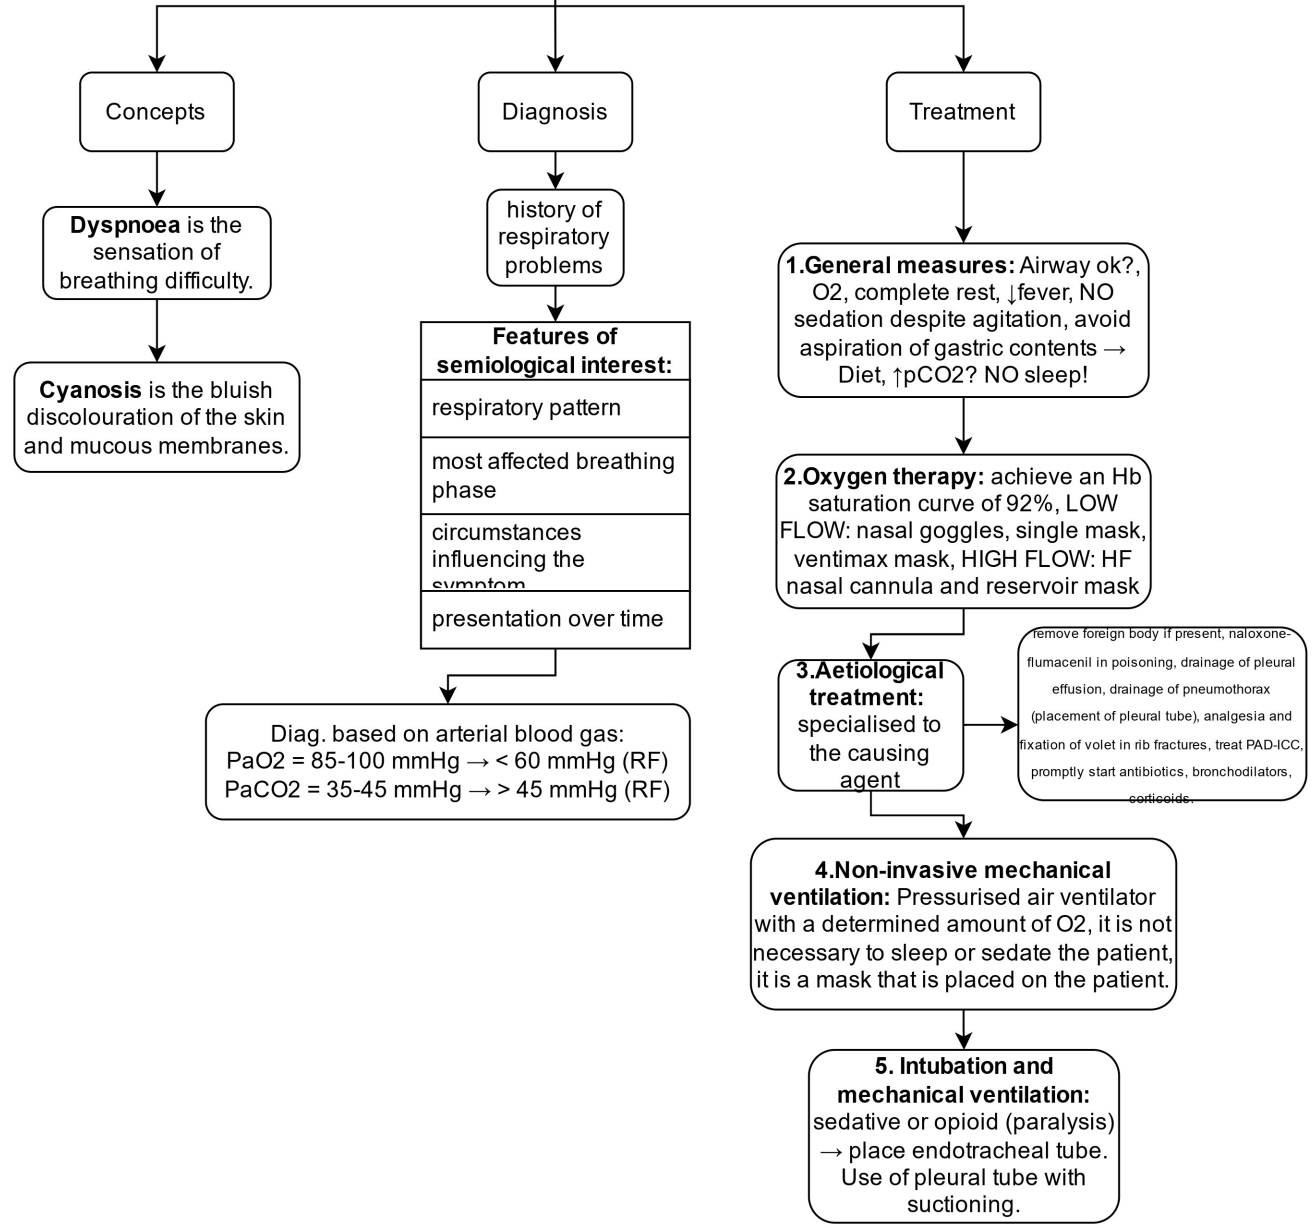 Concepts
Dyspnoea is the
sensation of
breathing difficulty.
Cyanosis is the bluish
discolouration of the skin
and mucous membranes.
Diagnosis
history of
respiratory
problems
Features of
semiological interest:
respiratory pattern
most affected breathing
phase
circumstances
influencing the
symptom
presentation over time
Diag. based on arterial blood gas:
PaO2 = 85-100 mmHg → < 60 mmHg (RF)
PaCO2 = 35-45 mmHg → > 45 mmHg (RF)
Treatment
1.General measures: Airway ok?,
O2, complete rest, ↓fever, NO
sedation despite agitation, avoid
aspiration of gastric contents →
Diet, ↑pCO2? NO sleep!
2.Oxygen therapy: achieve an Hb
saturation curve of 92%, LOW
FLOW: nasal goggles, single mask,
ventimax mask, HIGH FLOW: HF
nasal cannula and reservoir mask
3.Aetiological
treatment:
specialised to
the causing
agent
remove foreign body if present, naloxone-
flumacenil in poisoning, drainage of pleural
effusion, drainage of pneumothorax
(placement of pleural tube), analgesia and
fixation of volet in rib fractures, treat PAD-ICC,
promptly start antibiotics, bronchodilators,
corticoids.
4.Non-invasive mechanical
ventilation: Pressurised air ventilator
with a determined amount of O2, it is not
necessary to sleep or sedate the patient,
it is a mask that is placed on the patient.
5. Intubation and
mechanical ventilation:
sedative or opioid (paralysis)
→ place endotracheal tube.
Use of pleural tube with
suctioning.